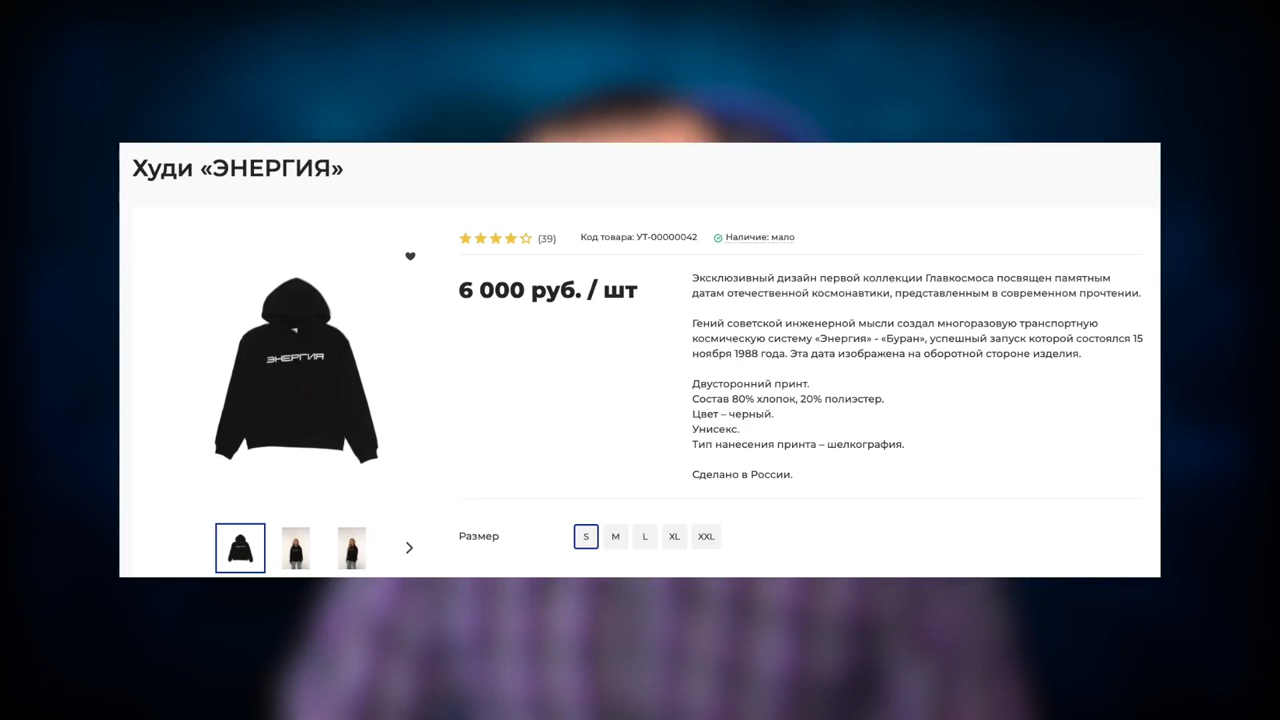 Худи «ЭНЕРГИЯ»
(39)
Код товара: УТ-00000042
Наличие: мало
6 000 руб. / шт
Эксклюзивный дизайн первой коллекции Главкосмоса посвящен памятным
датам отечественной космонавтики, представленным в современном прочтении.
Гений советской инженерной мысли создал многоразовую транспортную
космическую систему «Энергия» - «Буран», успешный запуск которой состоялся 15
ноября 1988 года. Эта дата изображена на оборотной стороне изделия.
Двусторонний принт.
Состав 80% хлопок, 20% полиэстер.
Цвет – черный.
Унисекс.
Тип нанесения принта – шелкография.
Сделано в России.
ЭНЕРГИЯ
Размер
S
M
L
XL
XXL